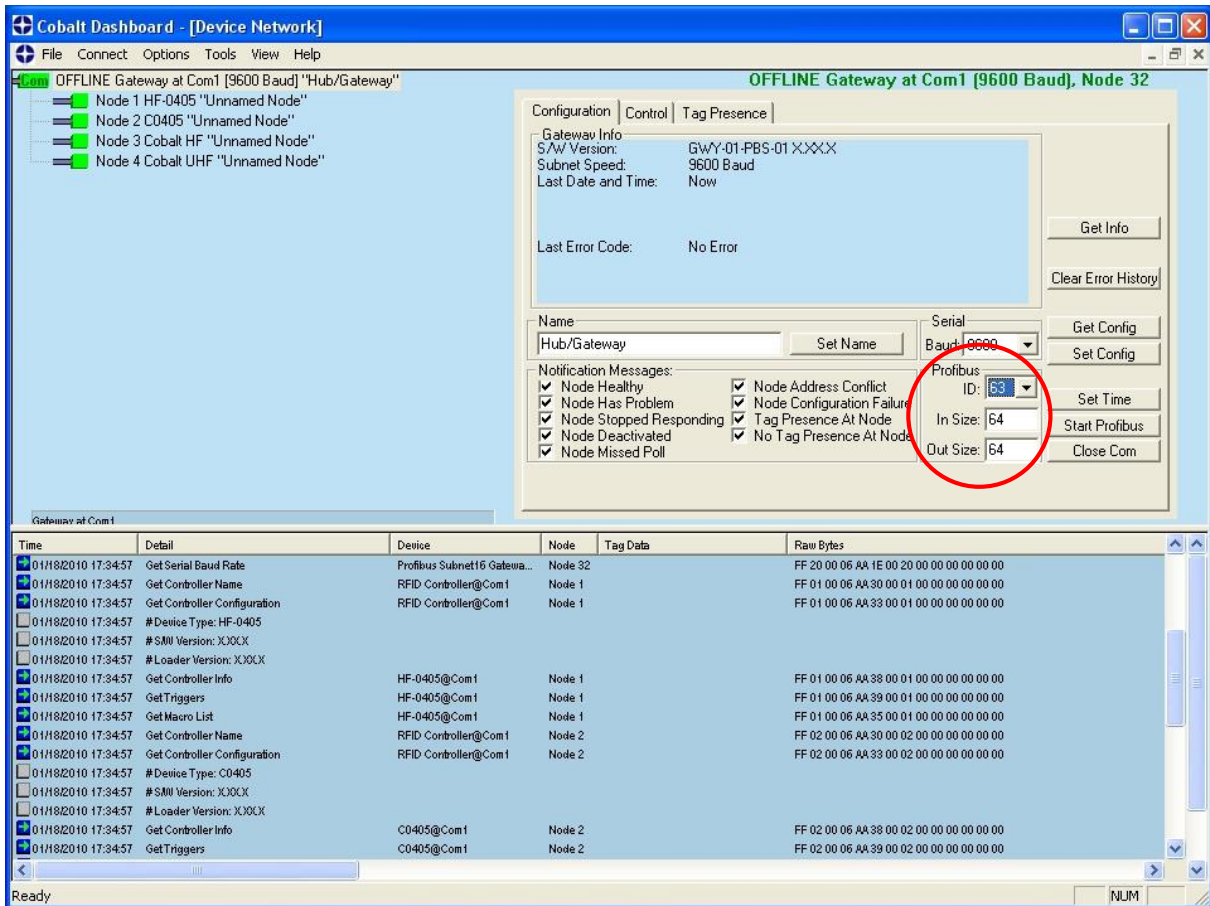 Cobalt Dashboard - [Device Network]
File Connect Options Tools View Help
Com OFFLINE Gateway at Com1 [9600 Baud] "Hub/Gateway"
Node 1 HF-0405 "Unnamed Node"
Node 2 C0405 "Unnamed Node"
Node 3 Cobalt HF "Unnamed Node"
Node 4 Cobalt UHF "Unnamed Node"
Gateway at Com1
OFFLINE Gateway at Com1 (9600 Baud), Node 32
Configuration Control Tag Presence
Gateway Info
S/W Version: GWY-01-PBS-01 X.XX.X
Subnet Speed: 9600 Baud
Last Date and Time: Now
Last Error Code: No Error
Get Info
Clear Error History
Name
Hub/Gateway Set Name
Serial
Baud: 9600
Get Config
Set Config
Notification Messages:
Node Healthy
Node Has Problem
Node Stopped Responding
Node Deactivated
Node Missed Poll
Node Address Conflict
Node Configuration Failure
Tag Presence At Node
No Tag Presence At Node
Profibus
ID: 63
In Size: 64
Out Size: 64
Set Time
Start Profibus
Close Com
Time Detail Device Node Tag Data Raw Bytes
01/18/2010 17:34:57 Get Serial Baud Rate Profibus Subnet16 Gatewa... Node 32 FF 20 00 06 AA 1E 00 20 00 00 00 00 00 00
01/18/2010 17:34:57 Get Controller Name RFID Controller@Com1 Node 1 FF 01 00 06 AA 30 00 01 00 00 00 00 00 00
01/18/2010 17:34:57 Get Controller Configuration RFID Controller@Com1 Node 1 FF 01 00 06 AA 33 00 01 00 00 00 00 00 00
01/18/2010 17:34:57 #Device Type: HF-0405
01/18/2010 17:34:57 #S/W Version: X.XX.X
01/18/2010 17:34:57 #Loader Version: X.XX.X
01/18/2010 17:34:57 Get Controller Info HF-0405@Com1 Node 1 FF 01 00 06 AA 38 00 01 00 00 00 00 00 00
01/18/2010 17:34:57 Get Triggers HF-0405@Com1 Node 1 FF 01 00 06 AA 39 00 01 00 00 00 00 00 00
01/18/2010 17:34:57 Get Macro List HF-0405@Com1 Node 1 FF 01 00 06 AA 35 00 01 00 00 00 00 00 00
01/18/2010 17:34:57 Get Controller Name RFID Controller@Com1 Node 2 FF 02 00 06 AA 30 00 02 00 00 00 00 00 00
01/18/2010 17:34:57 Get Controller Configuration RFID Controller@Com1 Node 2 FF 02 00 06 AA 33 00 02 00 00 00 00 00 00
01/18/2010 17:34:57 #Device Type: C0405
01/18/2010 17:34:57 #S/W Version: X.XX.X
01/18/2010 17:34:57 #Loader Version: X.XX.X
01/18/2010 17:34:57 Get Controller Info C0405@Com1 Node 2 FF 02 00 06 AA 38 00 02 00 00 00 00 00 00
01/18/2010 17:34:57 Get Triggers C0405@Com1 Node 2 FF 02 00 06 AA 39 00 02 00 00 00 00 00 00
Ready NUM